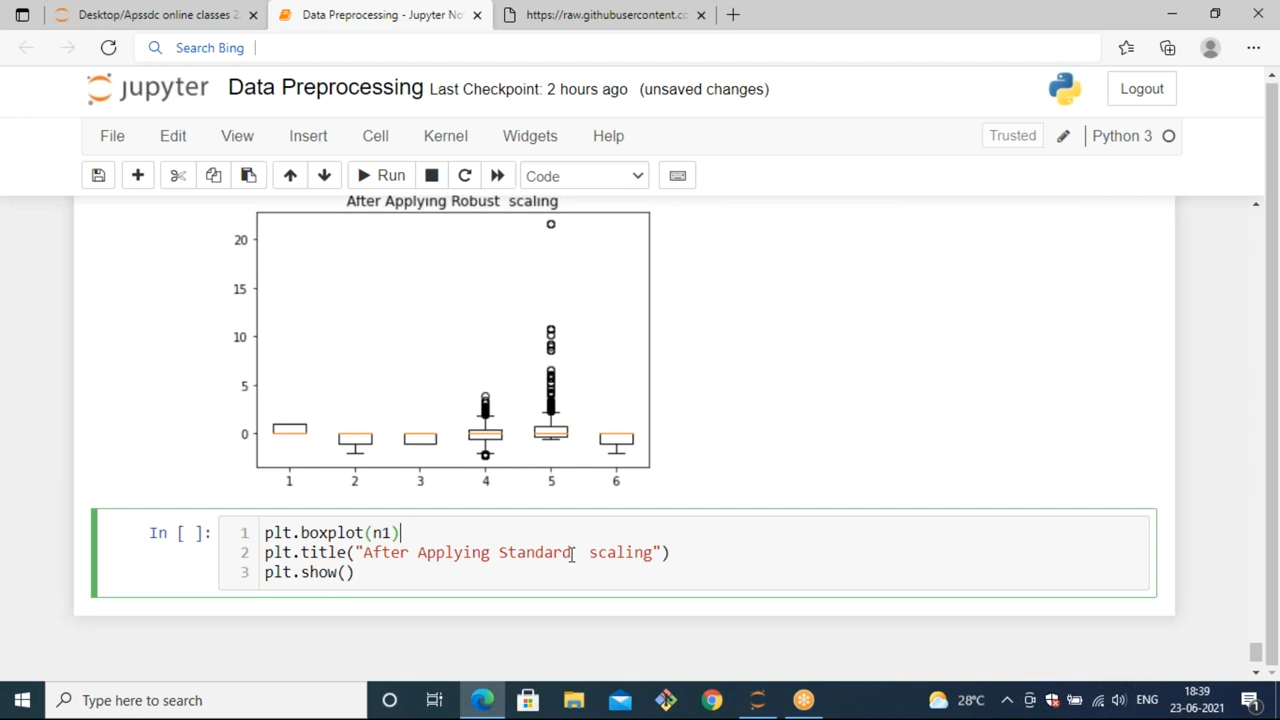 Desktop/Apssdc online classes 2
Data Preprocessing - Jupyter No
https://raw.githubusercontent.co
Search Bing
jupyter
Data Preprocessing Last Checkpoint: 2 hours ago (unsaved changes)
Logout
File Edit View Insert Cell Kernel Widgets Help
Trusted
Python 3
Run
Code
After Applying Robust scaling
20
15
10
5
0
1 2 3 4 5 6
In [ ]:
1 plt.boxplot(n1)
2 plt.title("After Applying Standard  scaling")
3 plt.show()
Type here to search
28°C
ENG
18:39
23-06-2021
1